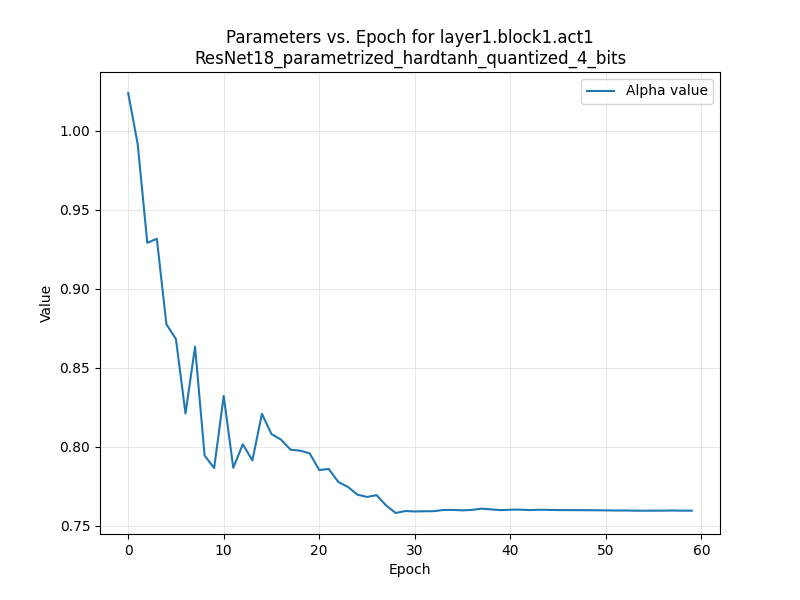 Parameters vs. Epoch for layer1.block1.act1
ResNet18_parametrized_hardtanh_quantized_4_bits
Alpha value
1.00
0.95
0.90
0.85
0.80
0.75
Value
0 10 20 30 40 50 60
Epoch